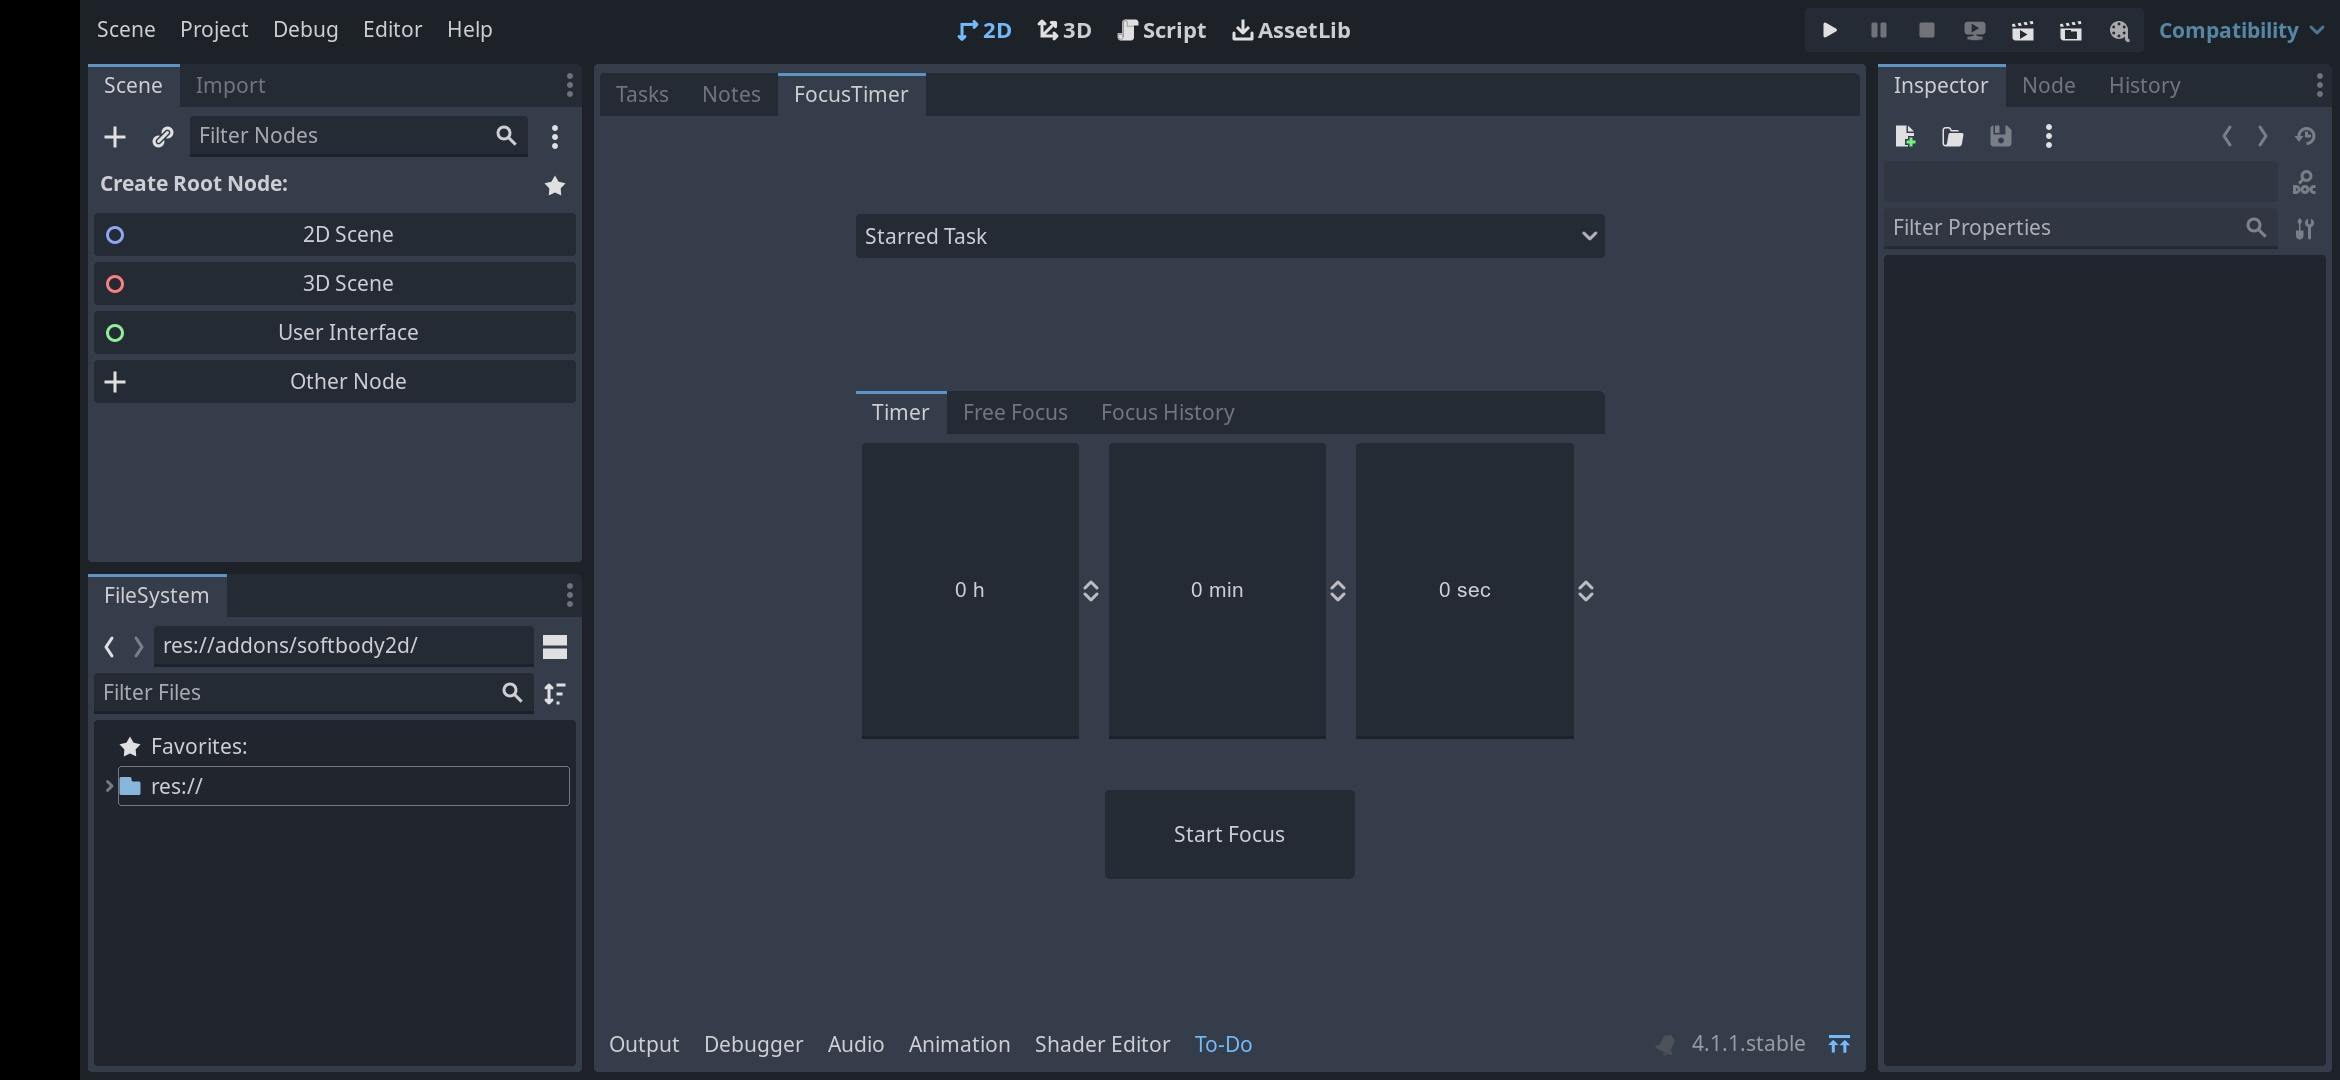 Scene Project Debug Editor Help
2D 3D Script AssetLib
Compatibility
Scene Import
Filter Nodes
Create Root Node:
2D Scene
3D Scene
User Interface
Other Node
FileSystem
res://addons/softbody2d/
Filter Files
Favorites:
res://
Tasks Notes FocusTimer
Starred Task
Timer Free Focus Focus History
0 h 0 min 0 sec
Start Focus
Output Debugger Audio Animation Shader Editor To-Do
4.1.1.stable
Inspector Node History
DOC
Filter Properties